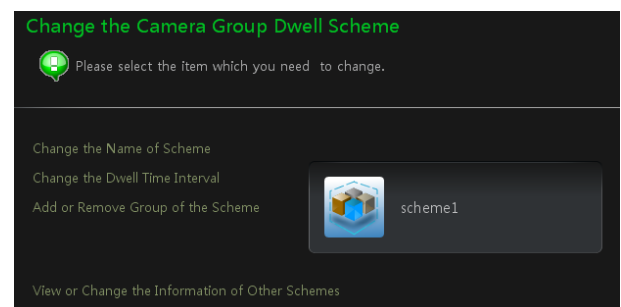 Change the Camera Group Dwell Scheme
Please select the item which you need to change.
Change the Name of Scheme
Change the Dwell Time Interval
Add or Remove Group of the Scheme
scheme1
View or Change the Information of Other Schemes